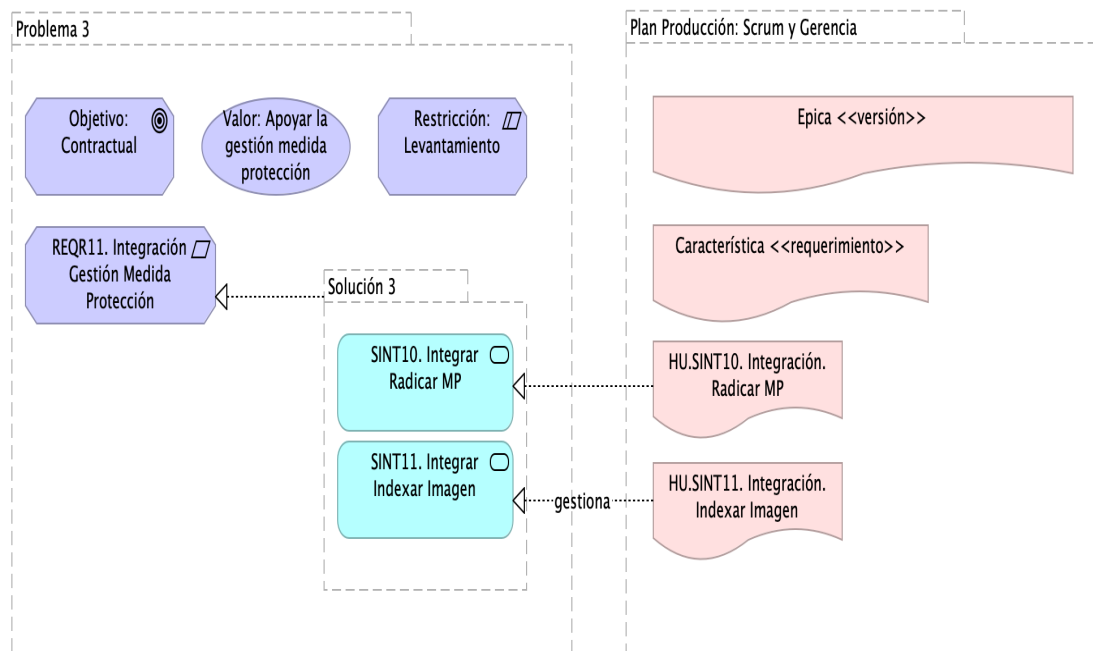 Problema 3
Plan Producción: Scrum y Gerencia
Objetivo:
Contractual
Valor: Apoyar la
gestión medida
protección
Restricción:
Levantamiento
Epica <<versión>>
REQR11. Integración
Gestión Medida
Protección
Característica <<requerimiento>>
Solución 3
SINT10. Integrar
Radicar MP
HU.SINT10. Integración.
Radicar MP
SINT11. Integrar
Indexar Imagen
gestiona
HU.SINT11. Integración.
Indexar Imagen